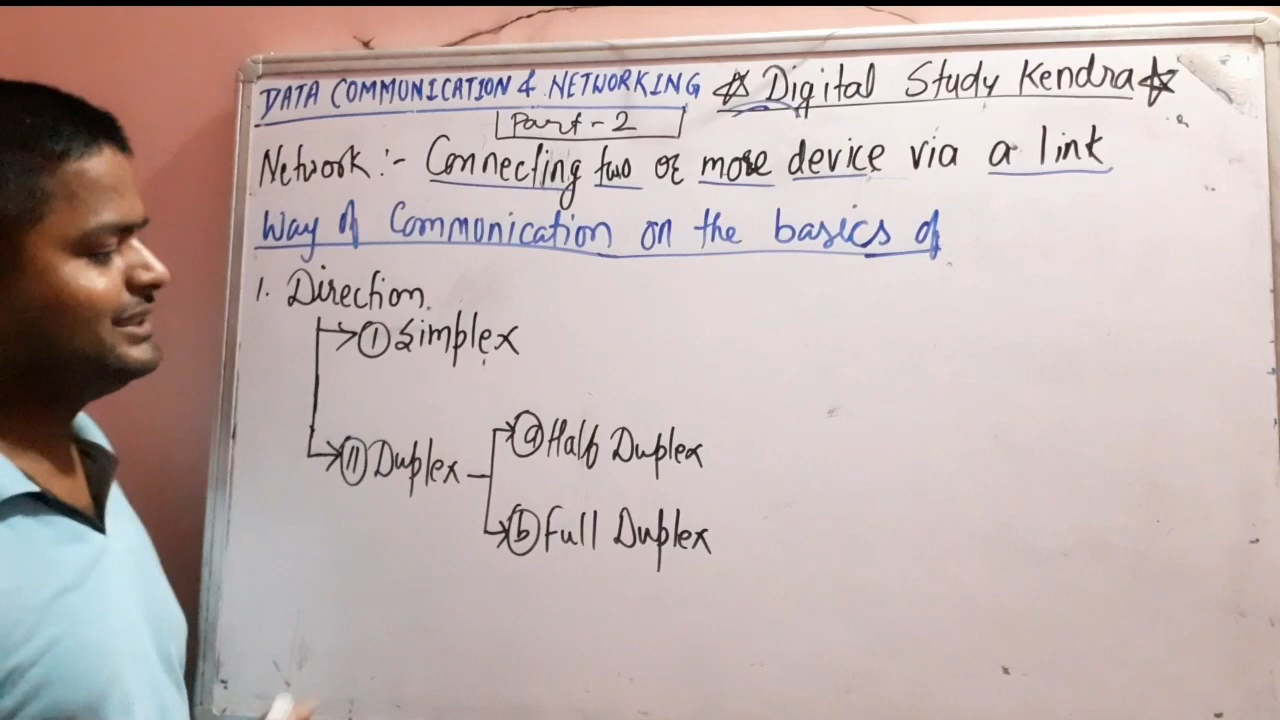 DATA COMMUNICATION & NETWORKING ☆ Digital Study Kendra ☆
Part-2
Network :- Connecting two or more device via a link
Way of Communication on the basics of
1. Direction
① Simplex
⑪ Duplex
ⓐ Half Duplex
ⓑ Full Duplex